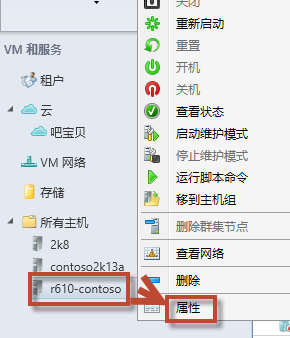 VM 和服务
租户
云
吧宝贝
VM 网络
存储
所有主机
2k8
contoso2k13a
r610-contoso
关闭
重新启动
重置
开机
关机
查看状态
启动维护模式
停止维护模式
运行脚本命令
移到主机组
删除群集节点
查看网络
删除
属性